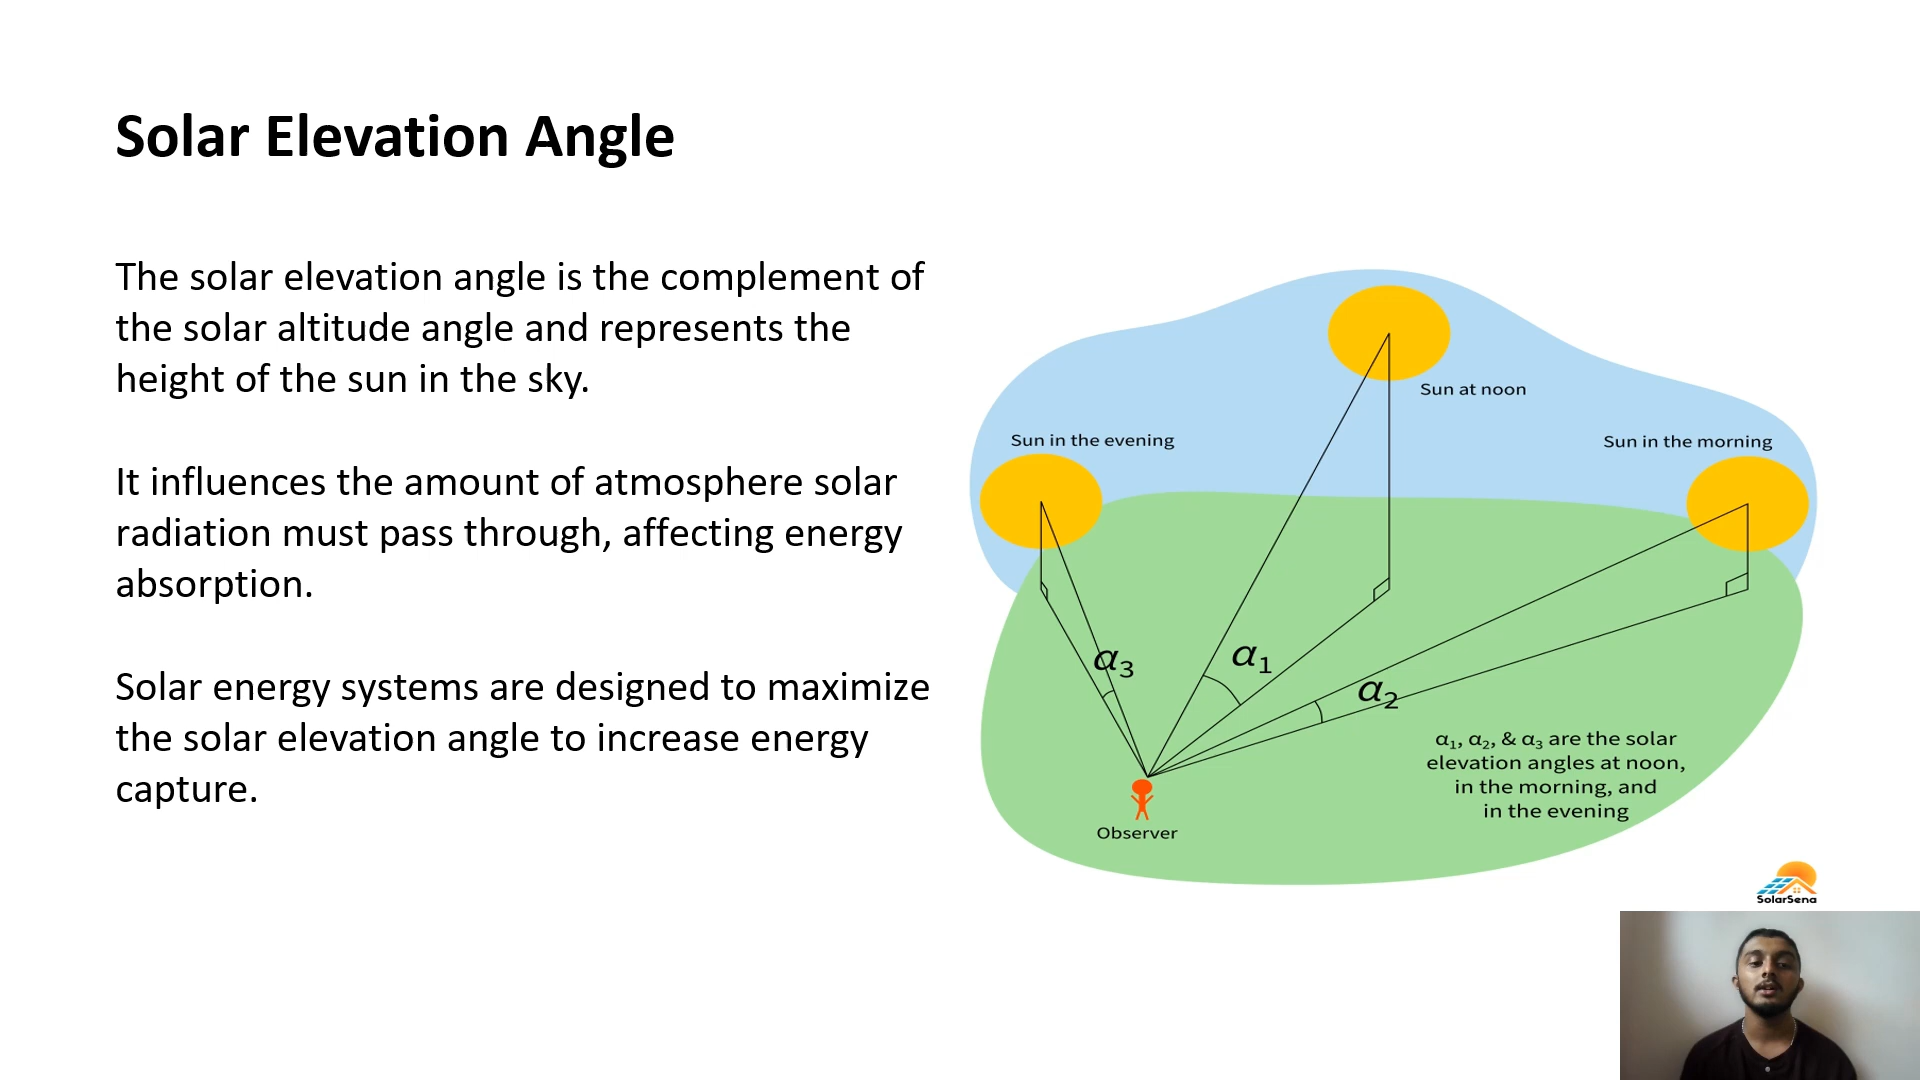 Solar Elevation Angle
The solar elevation angle is the complement of
the solar altitude angle and represents the
height of the sun in the sky.
It influences the amount of atmosphere solar
radiation must pass through, affecting energy
absorption.
Solar energy systems are designed to maximize
the solar elevation angle to increase energy
capture.
Sun at noon
Sun in the evening
Sun in the morning
α₃
α₁
α₂
α₁, α₂, & α₃ are the solar
elevation angles at noon,
in the morning, and
in the evening
Observer
SolarSena